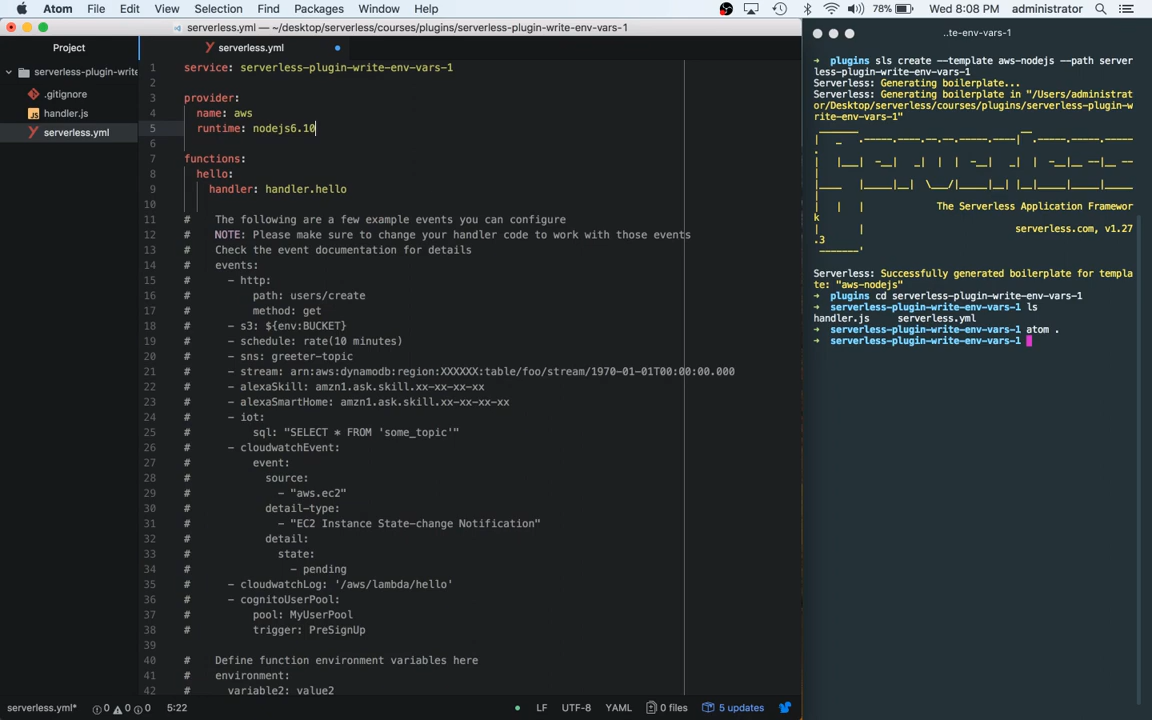 Atom File Edit View Selection Find Packages Window Help 78% Wed 8:08 PM administrator
serverless.yml — ~/desktop/serverless/courses/plugins/serverless-plugin-write-env-vars-1
Project
serverless.yml
serverless-plugin-write
.gitignore
handler.js
serverless.yml
1 service: serverless-plugin-write-env-vars-1
2
3 provider:
4 name: aws
5 runtime: nodejs6.10
6
7 functions:
8 hello:
9 handler: handler.hello
10
11 # The following are a few example events you can configure
12 # NOTE: Please make sure to change your handler code to work with those events
13 # Check the event documentation for details
14 # events:
15 # - http:
16 # path: users/create
17 # method: get
18 # - s3: ${env:BUCKET}
19 # - schedule: rate(10 minutes)
20 # - sns: greeter-topic
21 # - stream: arn:aws:dynamodb:region:XXXXXX:table/foo/stream/1970-01-01T00:00:00.000
22 # - alexaSkill: amzn1.ask.skill.xx-xx-xx-xx
23 # - alexaSmartHome: amzn1.ask.skill.xx-xx-xx-xx
24 # - iot:
25 # sql: "SELECT * FROM 'some_topic'"
26 # - cloudwatchEvent:
27 # event:
28 # source:
29 # - "aws.ec2"
30 # detail-type:
31 # - "EC2 Instance State-change Notification"
32 # detail:
33 # state:
34 # - pending
35 # - cloudwatchLog: '/aws/lambda/hello'
36 # - cognitoUserPool:
37 # pool: MyUserPool
38 # trigger: PreSignUp
39
40 # Define function environment variables here
41 # environment:
42 # variable2: value2
serverless.yml* 0 0 0 5:22 LF UTF-8 YAML 0 files 5 updates
..te-env-vars-1
➜ plugins sls create --template aws-nodejs --path server
less-plugin-write-env-vars-1
Serverless: Generating boilerplate...
Serverless: Generating boilerplate in "/Users/administrat
or/Desktop/serverless/courses/plugins/serverless-plugin-w
rite-env-vars-1"
The Serverless Application Framewor
k
serverless.com, v1.27
.3
Serverless: Successfully generated boilerplate for templa
te: "aws-nodejs"
➜ plugins cd serverless-plugin-write-env-vars-1
➜ serverless-plugin-write-env-vars-1 ls
handler.js serverless.yml
➜ serverless-plugin-write-env-vars-1 atom .
➜ serverless-plugin-write-env-vars-1